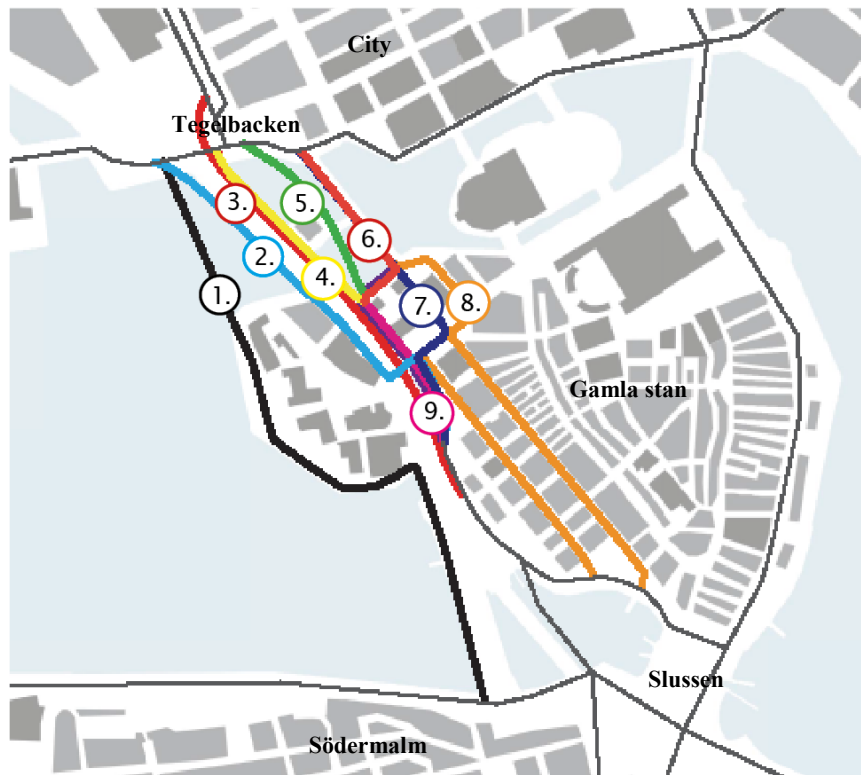 City
Tegelbacken
3.
5.
6.
2.
4.
1.
7.
8.
Gamla stan
9.
Slussen
Södermalm